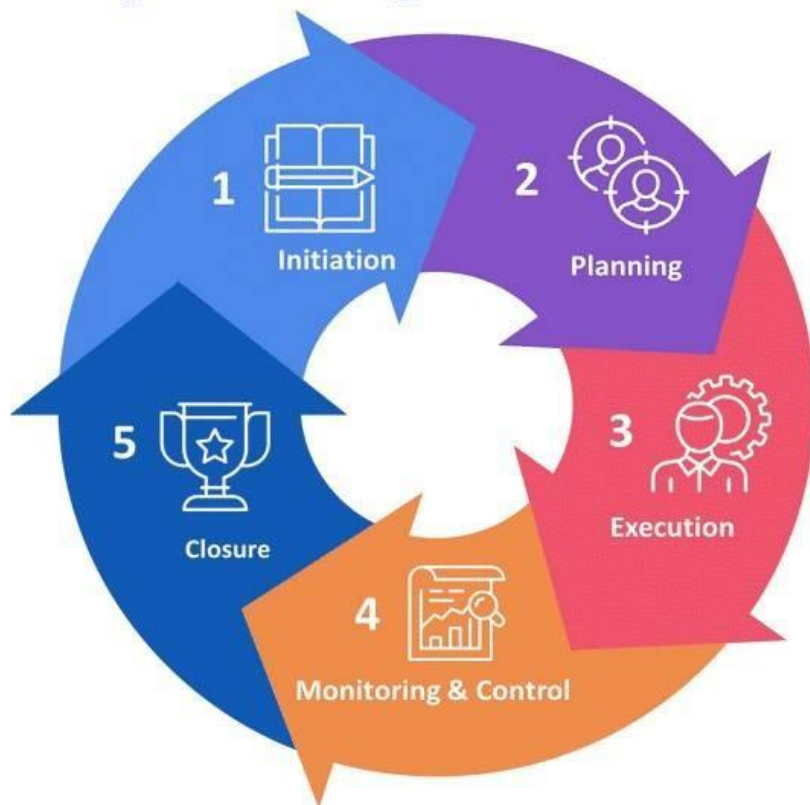 1
Initiation
2
Planning
3
Execution
4
Monitoring & Control
5
Closure